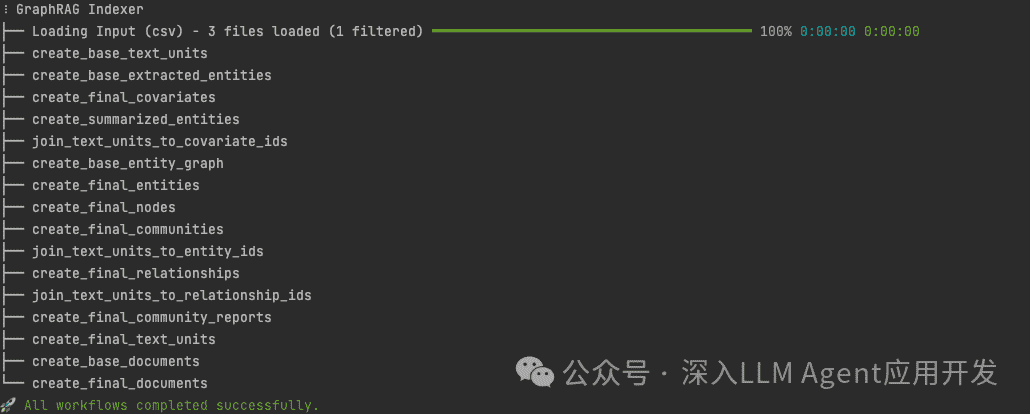 GraphRAG Indexer
├── Loading Input (csv) - 3 files loaded (1 filtered) ━━━━━━━━━━━━━━━━━━━━━━━━━━━━━━━━━━━━━━━━ 100% 0:00:00 0:00:00
├── create_base_text_units
├── create_base_extracted_entities
├── create_final_covariates
├── create_summarized_entities
├── join_text_units_to_covariate_ids
├── create_base_entity_graph
├── create_final_entities
├── create_final_nodes
├── create_final_communities
├── join_text_units_to_entity_ids
├── create_final_relationships
├── join_text_units_to_relationship_ids
├── create_final_community_reports
├── create_final_text_units
├── create_base_documents
└── create_final_documents
🚀 All workflows completed successfully.
公众号 · 深入LLM Agent应用开发